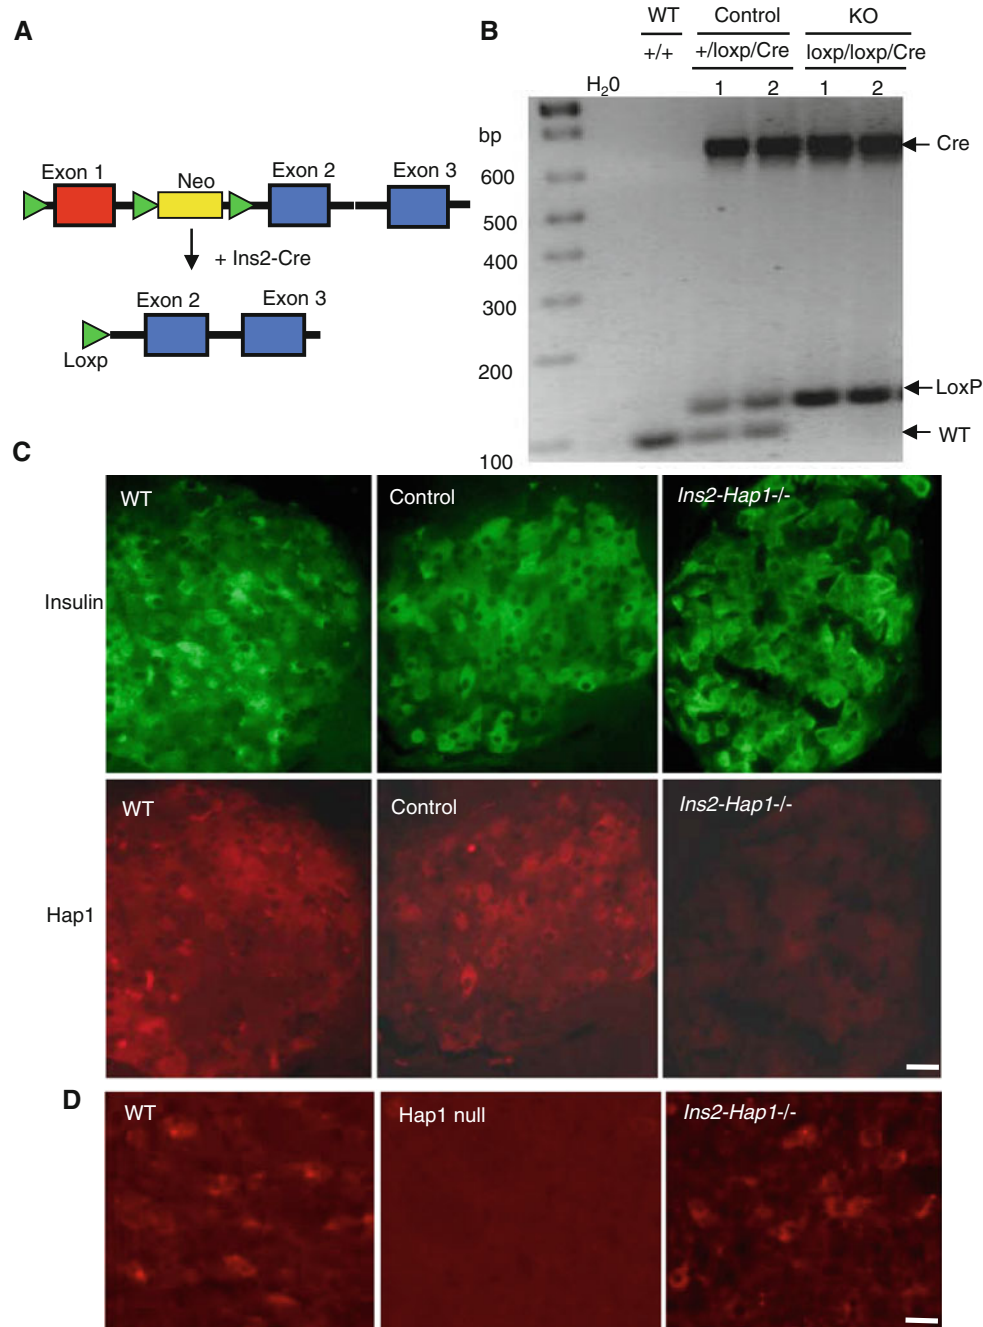 A
Exon 1
Neo
Exon 2
Exon 3
+ Ins2-Cre
Exon 2
Exon 3
Loxp
B
WT
Control
KO
+/+
+/loxp/Cre
loxp/loxp/Cre
H₂0
1
2
1
2
bp
600
500
400
300
200
100
Cre
LoxP
WT
C
WT
Control
Ins2-Hap1-/-
Insulin
WT
Control
Ins2-Hap1-/-
Hap1
D
WT
Hap1 null
Ins2-Hap1-/-